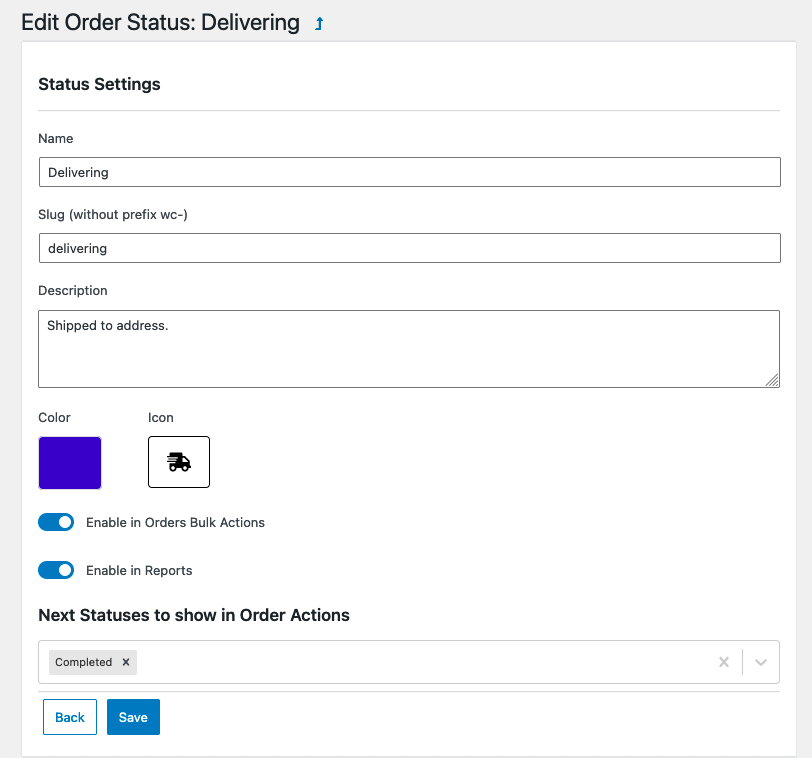 Edit Order Status: Delivering
Status Settings
Name
Delivering
Slug (without prefix wc-)
delivering
Description
Shipped to address.
Color Icon
Enable in Orders Bulk Actions
Enable in Reports
Next Statuses to show in Order Actions
Completed
Back Save